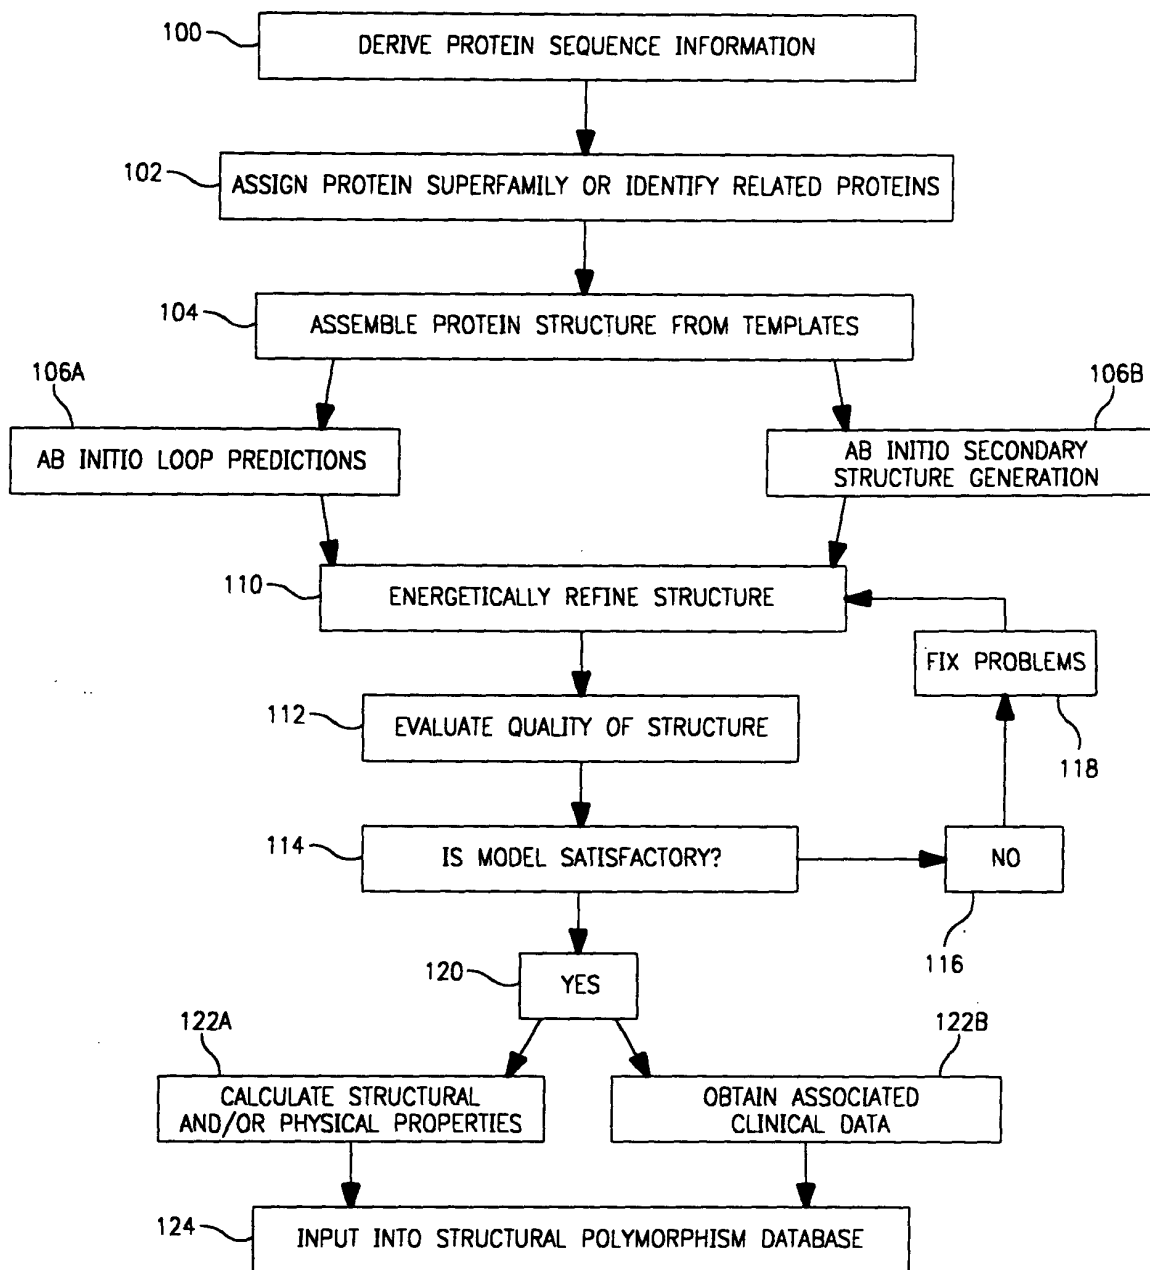 100
DERIVE PROTEIN SEQUENCE INFORMATION
102
ASSIGN PROTEIN SUPERFAMILY OR IDENTIFY RELATED PROTEINS
104
ASSEMBLE PROTEIN STRUCTURE FROM TEMPLATES
106A
106B
AB INITIO LOOP PREDICTIONS
AB INITIO SECONDARY
STRUCTURE GENERATION
110
ENERGETICALLY REFINE STRUCTURE
FIX PROBLEMS
118
112
EVALUATE QUALITY OF STRUCTURE
114
IS MODEL SATISFACTORY?
NO
116
120
YES
122A
122B
CALCULATE STRUCTURAL
AND/OR PHYSICAL PROPERTIES
OBTAIN ASSOCIATED
CLINICAL DATA
124
INPUT INTO STRUCTURAL POLYMORPHISM DATABASE